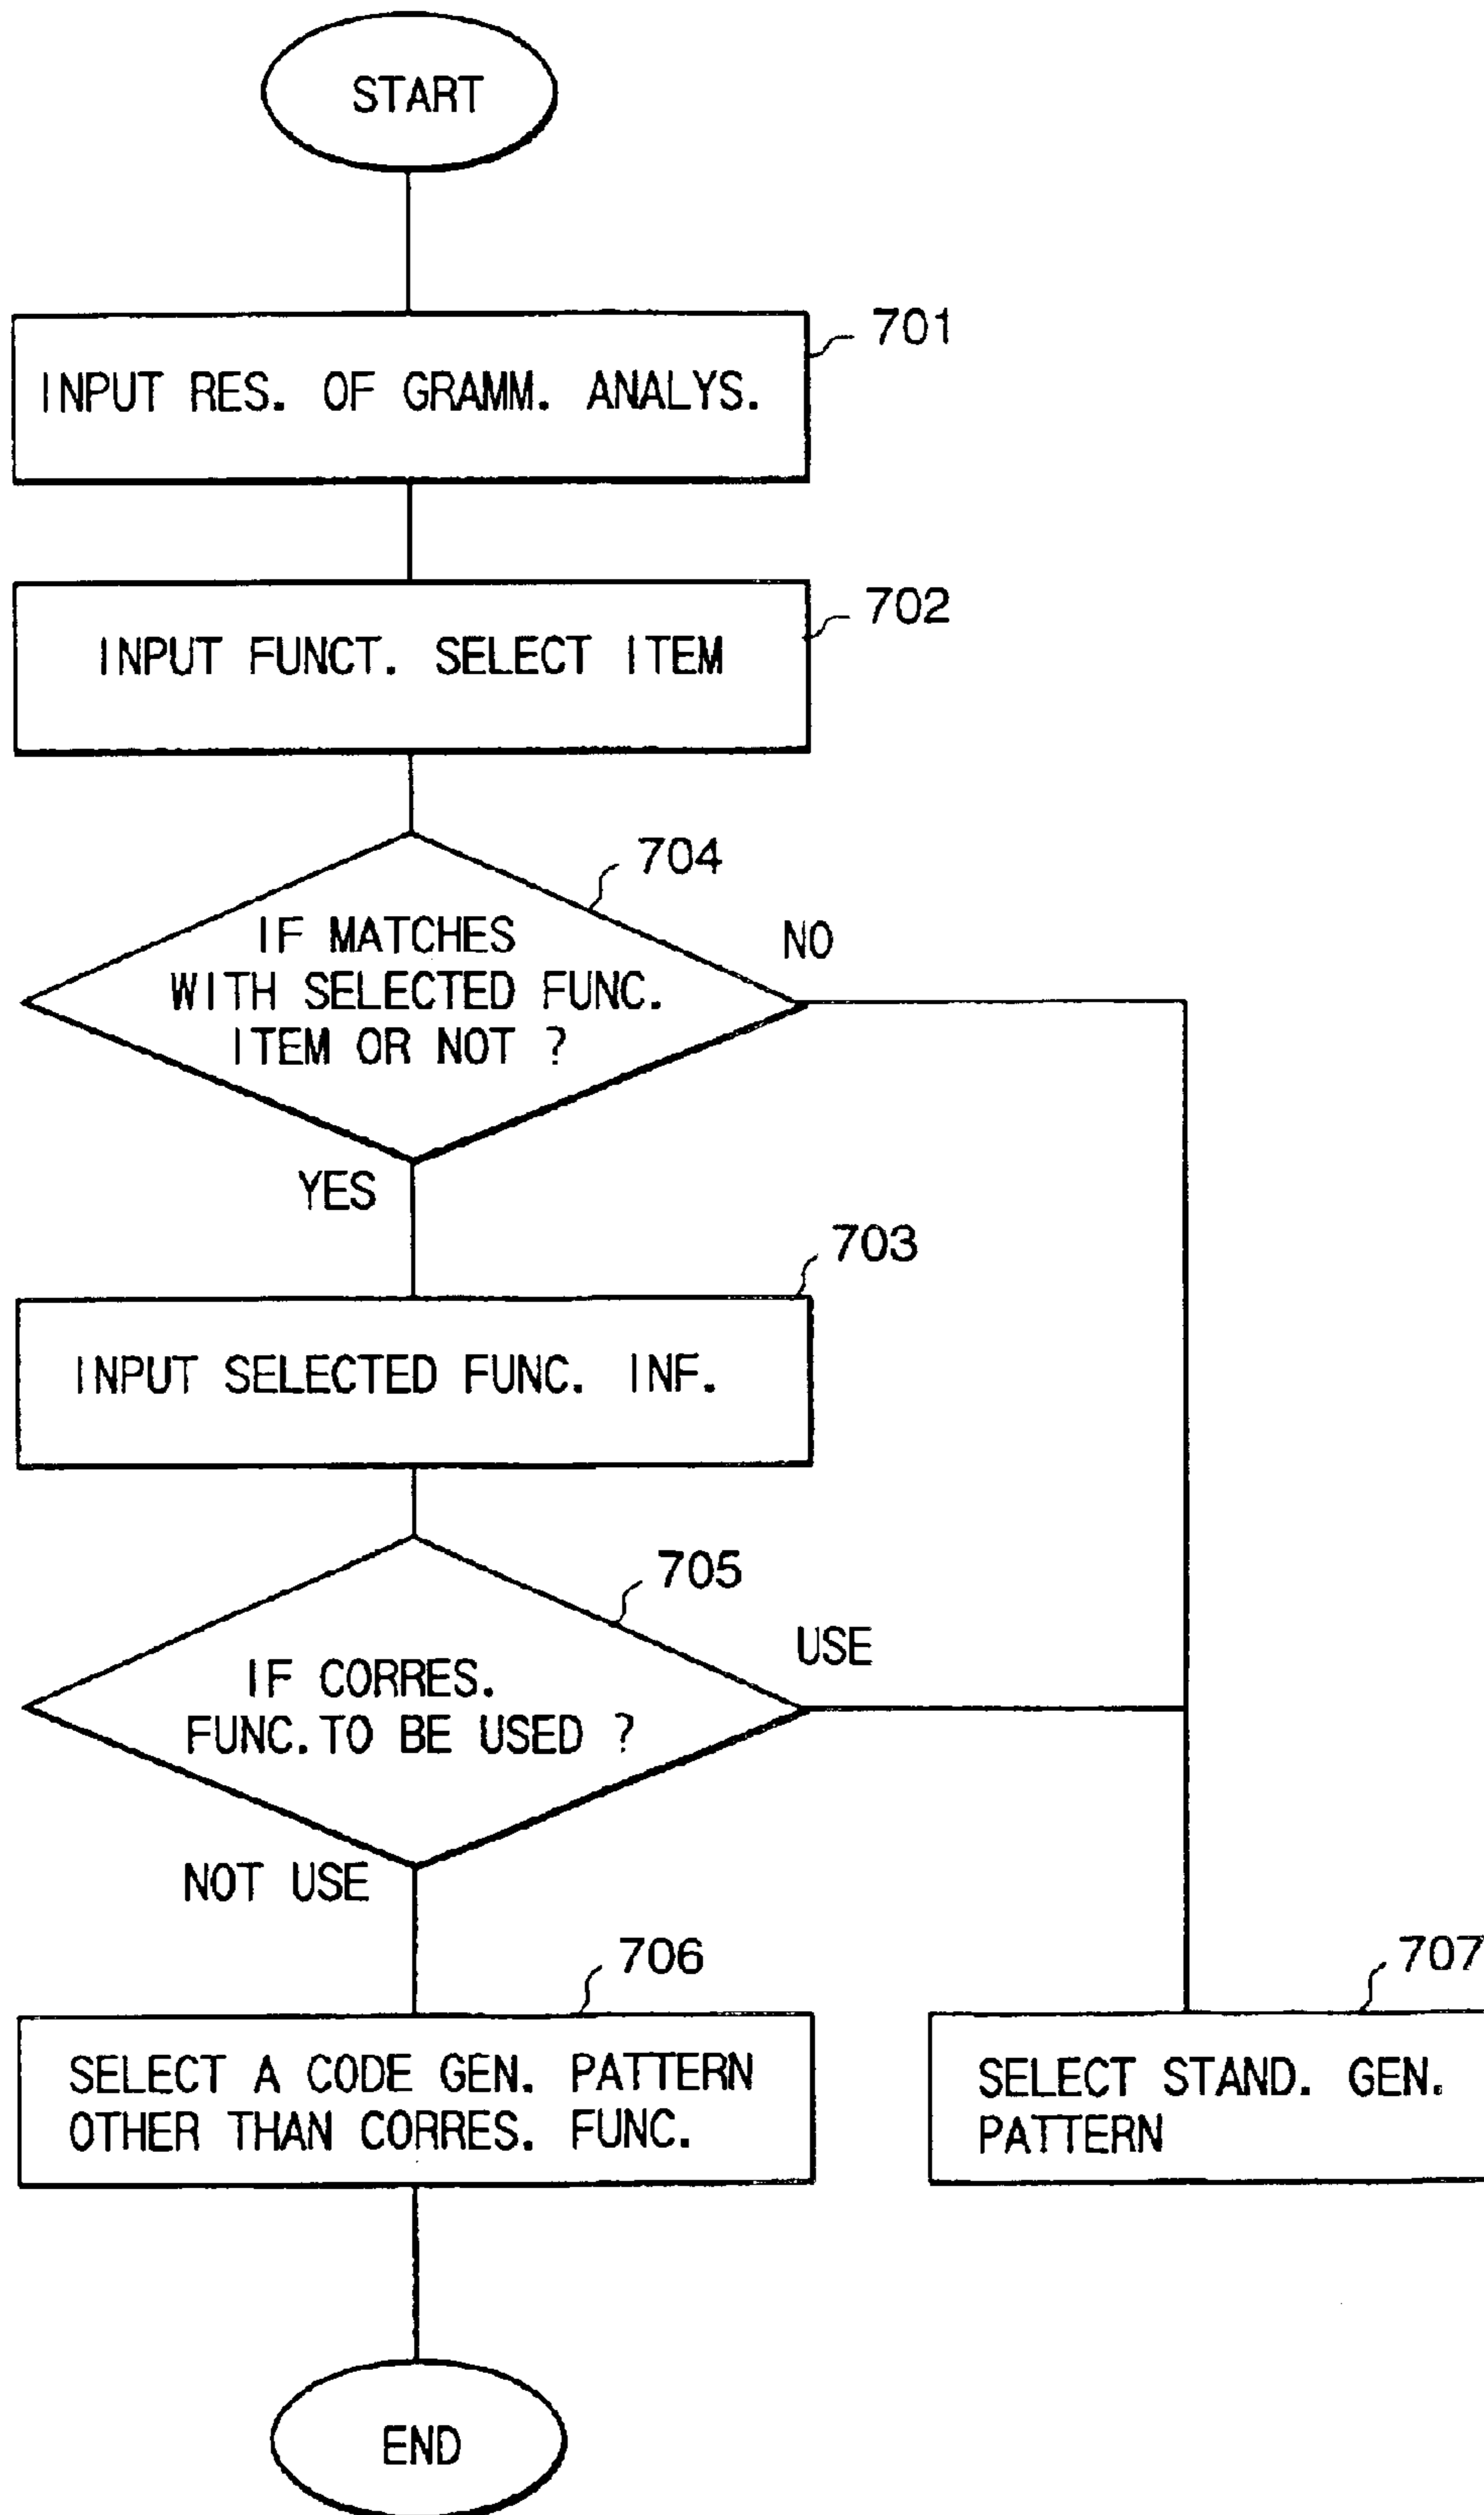 START
701
INPUT RES. OF GRAMM. ANALYS.
702
INPUT FUNCT. SELECT ITEM
704
IF MATCHES
WITH SELECTED FUNC.
ITEM OR NOT ?
NO
YES
703
INPUT SELECTED FUNC. INF.
705
IF CORRES.
FUNC.TO BE USED ?
USE
NOT USE
706
SELECT A CODE GEN. PATTERN
OTHER THAN CORRES. FUNC.
707
SELECT STAND. GEN.
PATTERN
END